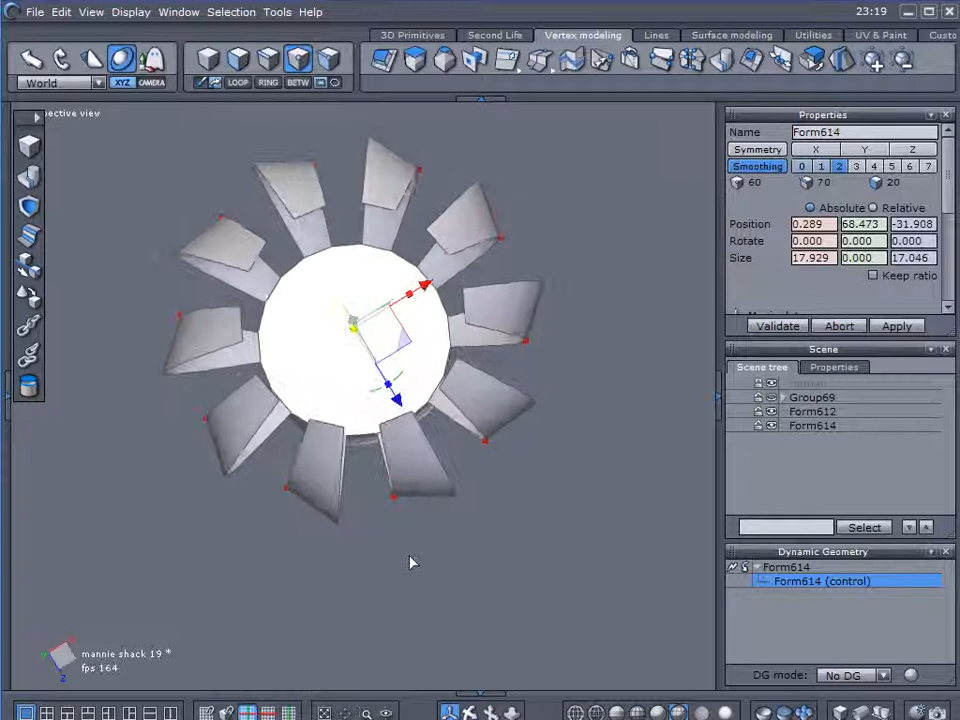 File Edit View Display Window Selection Tools Help 23:19
3D Primitives Second Life Vertex modeling Lines Surface modeling Utilities UV & Paint Custo
World XYZ CAMERA LOOP RING BETW
pective view
Properties
Name Form614
Symmetry X Y Z
Smoothing 0 1 2 3 4 5 6 7
60 70 20
Absolute Relative
Position 0.289 68.473 -31.908
Rotate 0.000 0.000 0.000
Size 17.929 0.000 17.046
Keep ratio
Validate Abort Apply
Scene
Scene tree Properties
Group69
Form612
Form614
Select
Dynamic Geometry
Form614
Form614 (control)
mannie shack 19 *
fps 164
DG mode: No DG